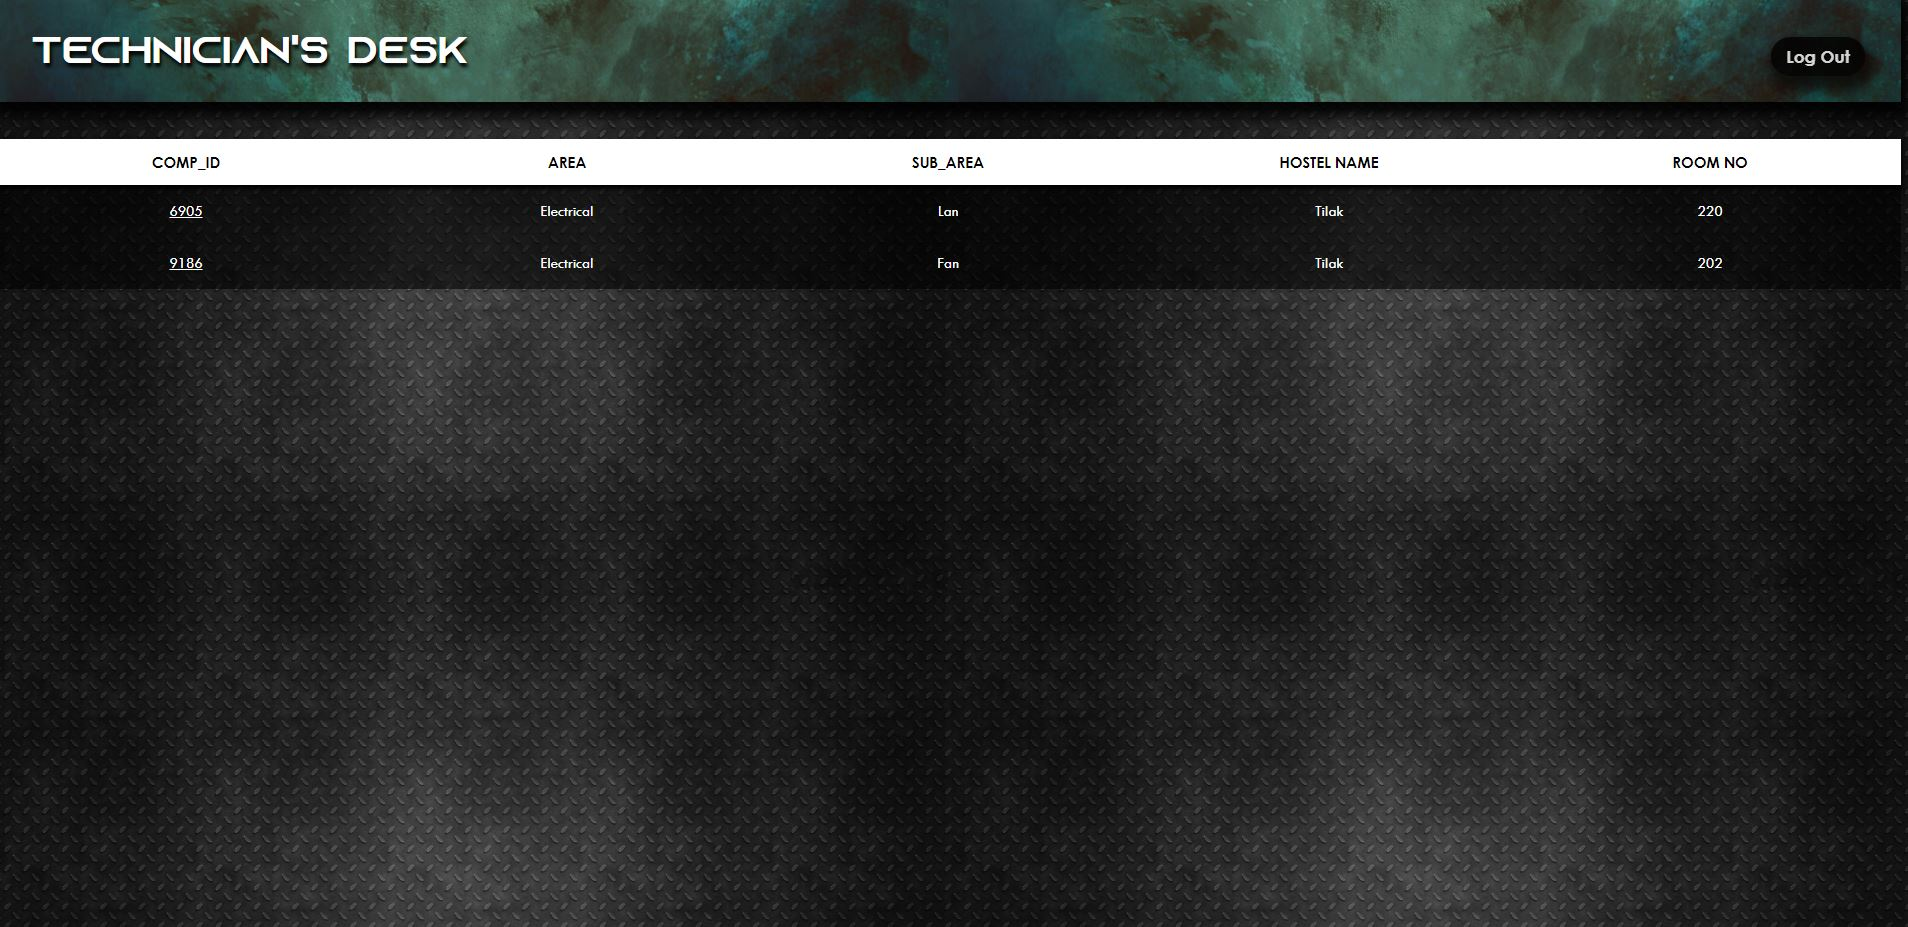 TECHNICIAN'S DESK
Log Out
COMP_ID AREA SUB_AREA HOSTEL NAME ROOM NO
6905 Electrical Lan Tilak 220
9186 Electrical Fan Tilak 202